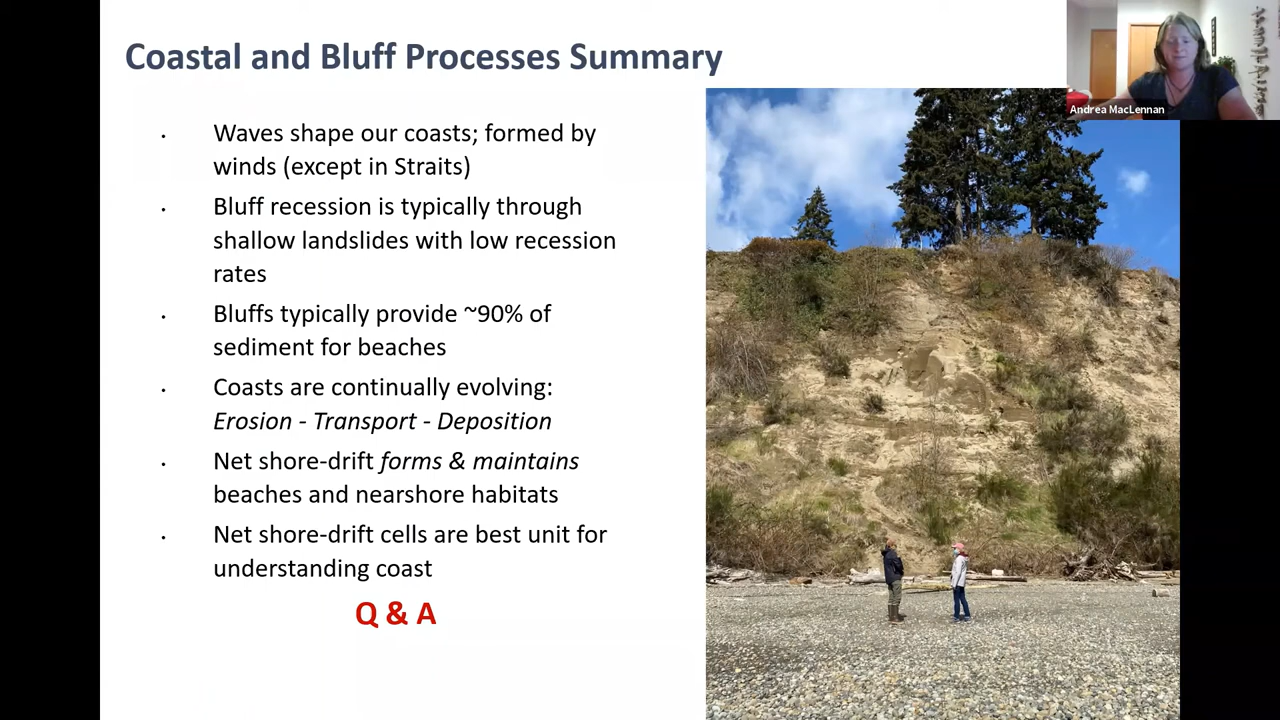 Coastal and Bluff Processes Summary
Andrea MacLennan
• Waves shape our coasts; formed by
winds (except in Straits)
• Bluff recession is typically through
shallow landslides with low recession
rates
• Bluffs typically provide ~90% of
sediment for beaches
• Coasts are continually evolving:
Erosion - Transport - Deposition
• Net shore-drift forms & maintains
beaches and nearshore habitats
• Net shore-drift cells are best unit for
understanding coast
Q & A